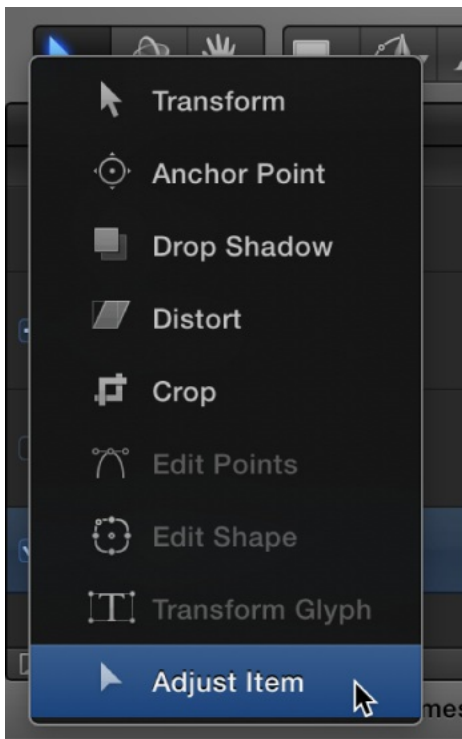 Transform
Anchor Point
Drop Shadow
Distort
Crop
Edit Points
Edit Shape
Transform Glyph
Adjust Item